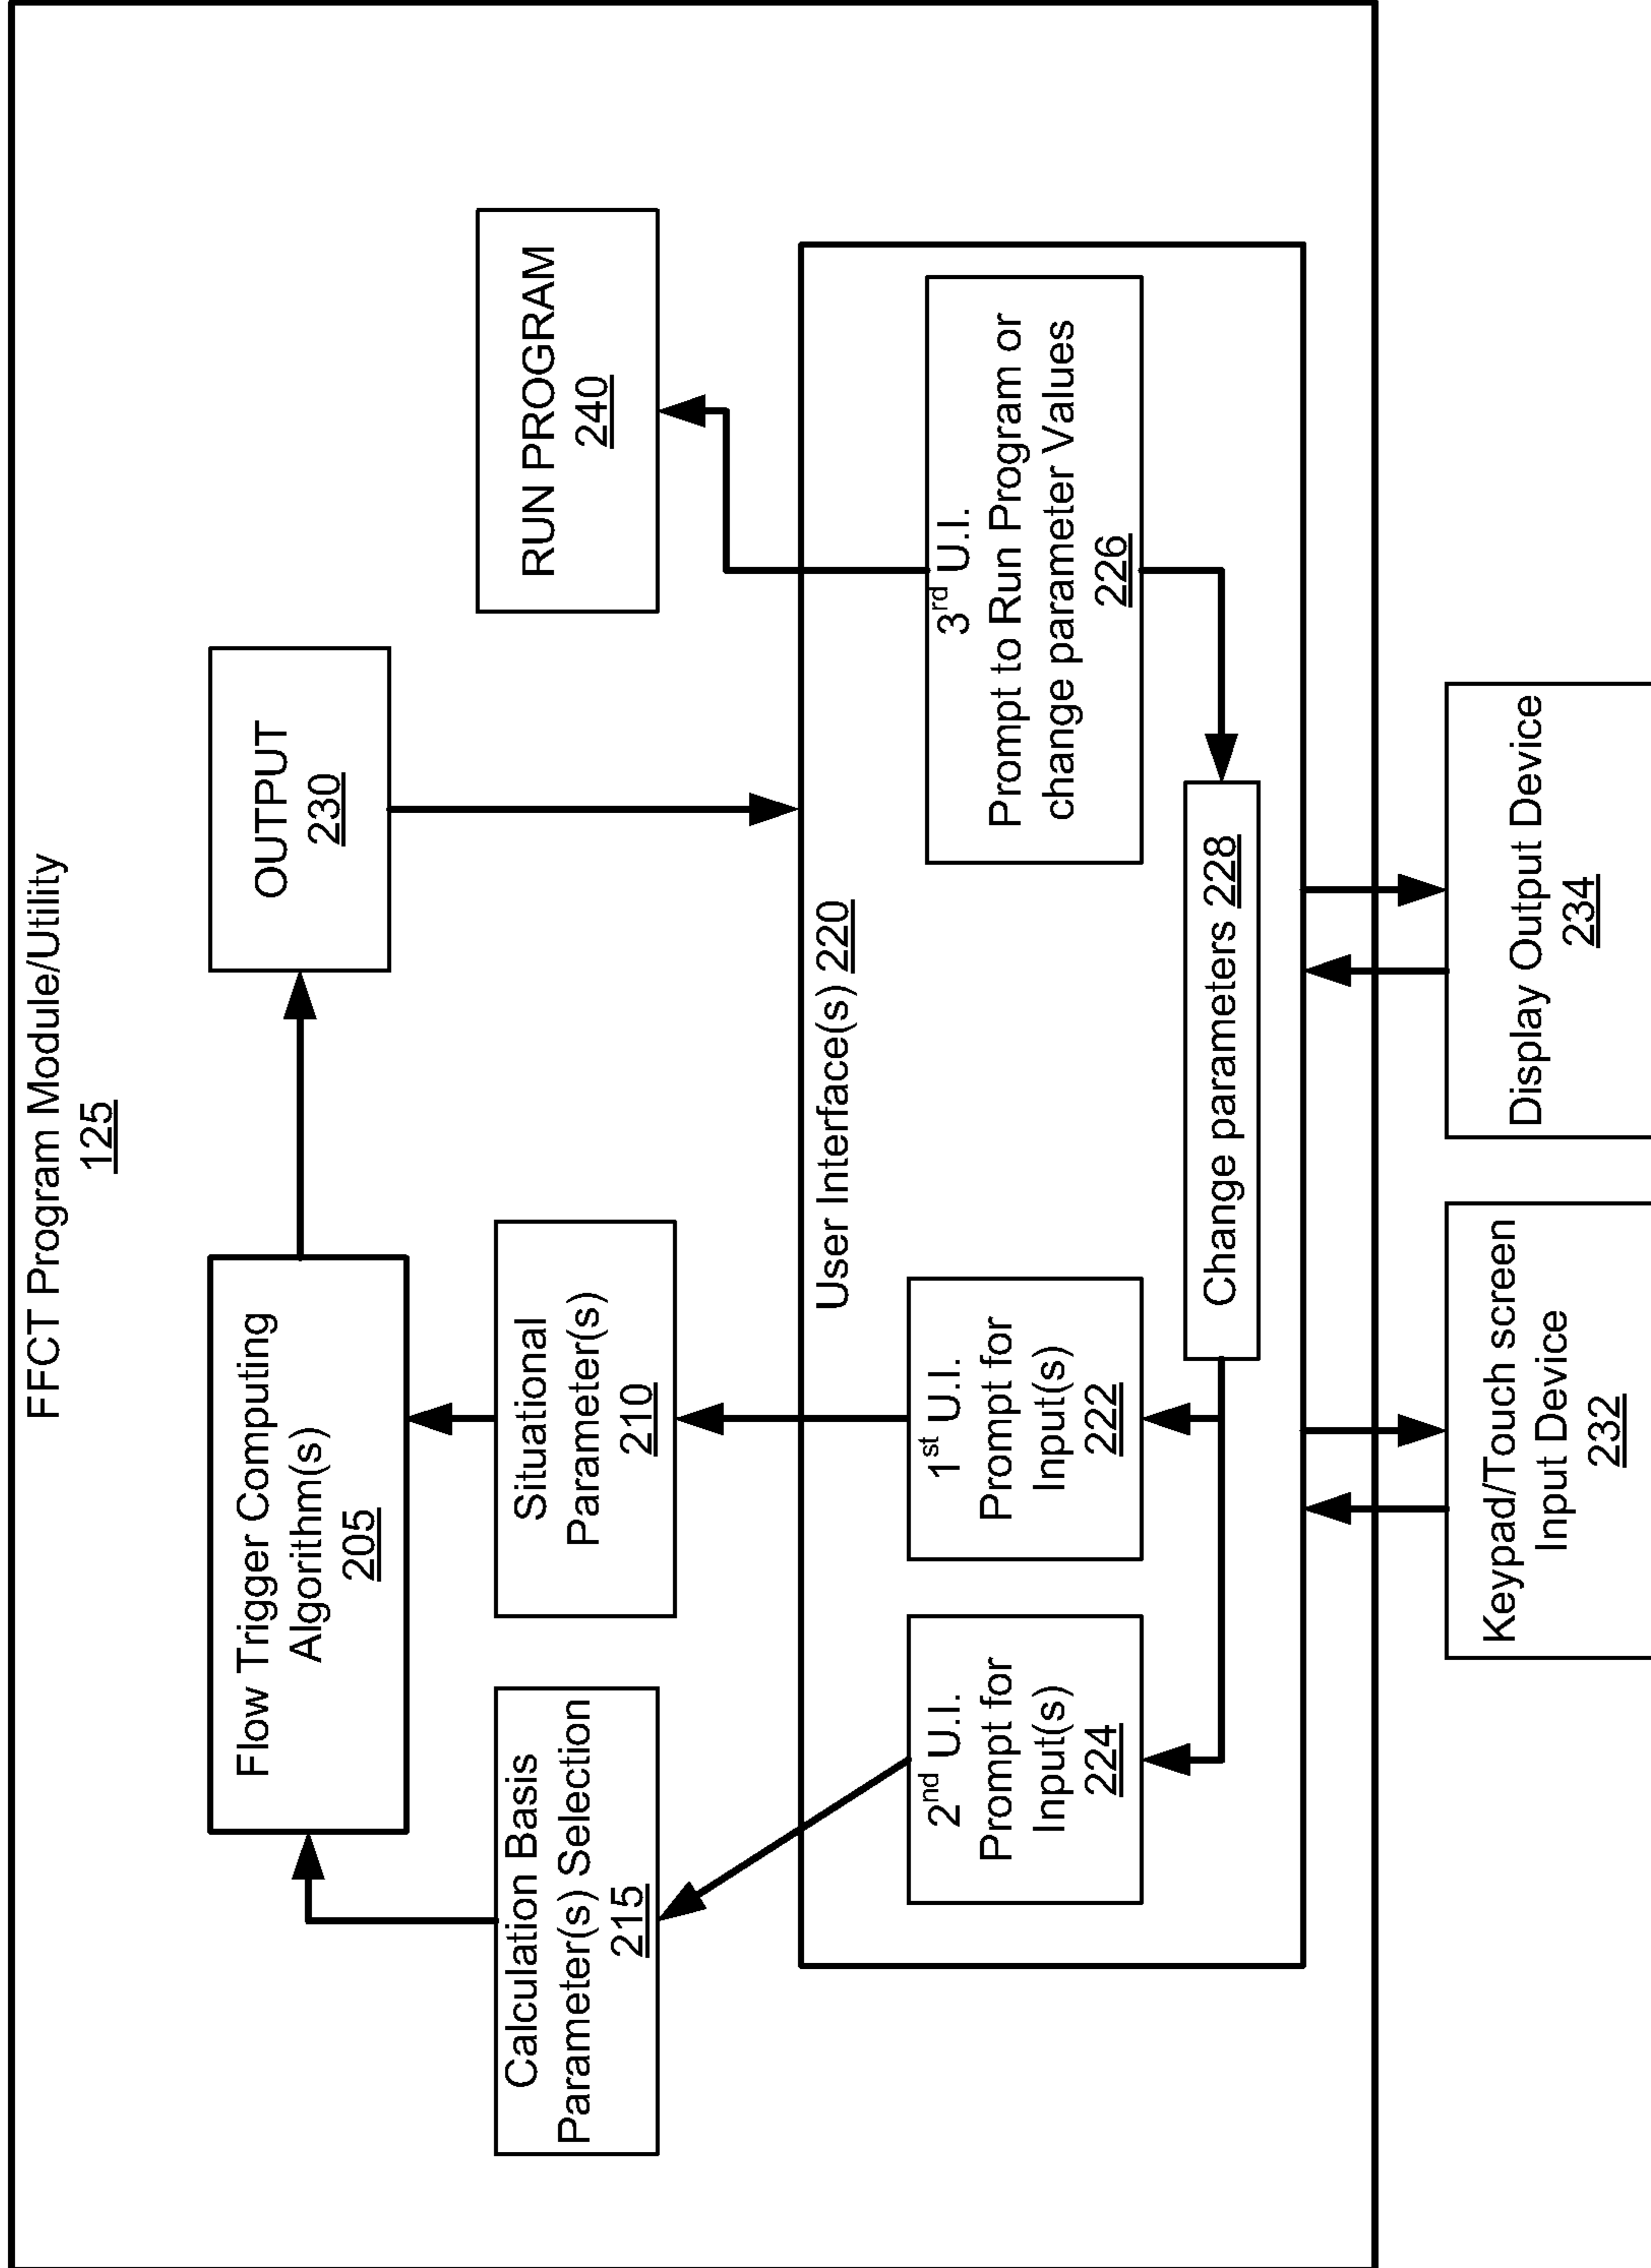 FFCT Program Module/Utility
125
Flow Trigger Computing
Algorithm(s)
205
OUTPUT
230
Calculation Basis
Parameter(s) Selection
215
Situational
Parameter(s)
210
RUN PROGRAM
240
User Interface(s) 220
2nd U.I.
Prompt for
Input(s)
224
1st U.I.
Prompt for
Input(s)
222
3rd U.I.
Prompt to Run Program or
change parameter Values
226
Change parameters 228
Keypad/Touch screen
Input Device
232
Display Output Device
234